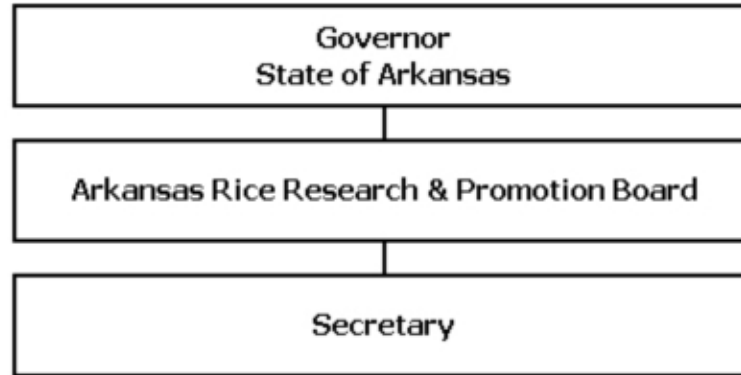 Governor
State of Arkansas
Arkansas Rice Research & Promotion Board
Secretary